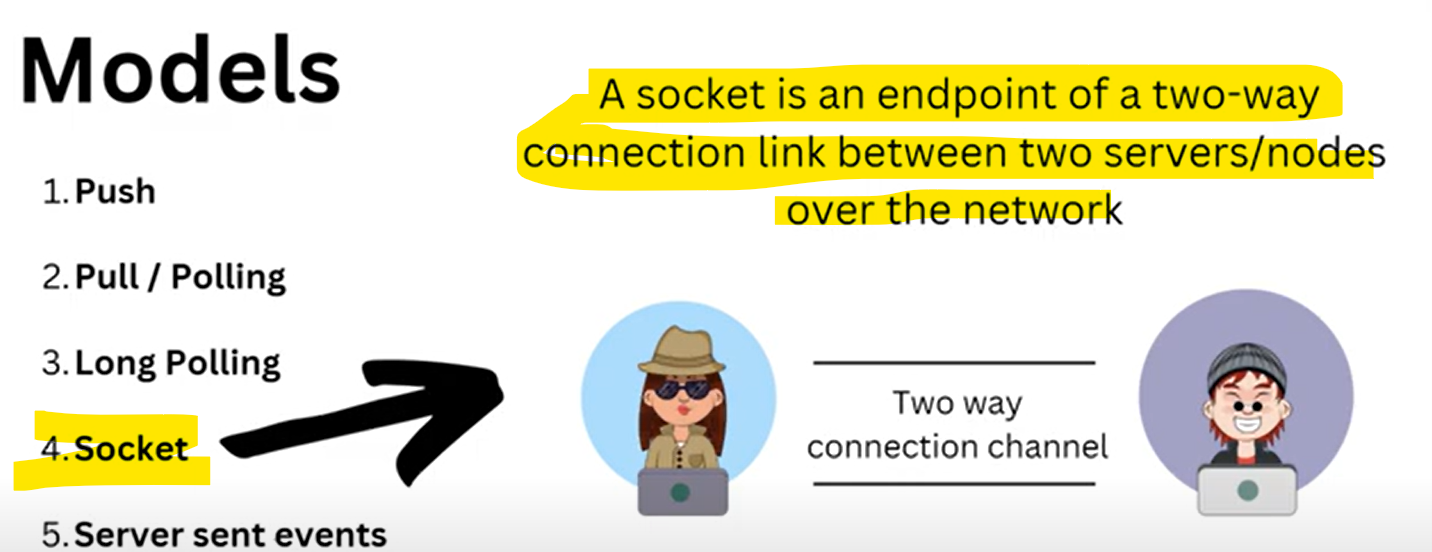 Models
1. Push
2. Pull / Polling
3. Long Polling
4. Socket
5. Server sent events
A socket is an endpoint of a two-way
connection link between two servers/nodes
over the network
Two way
connection channel